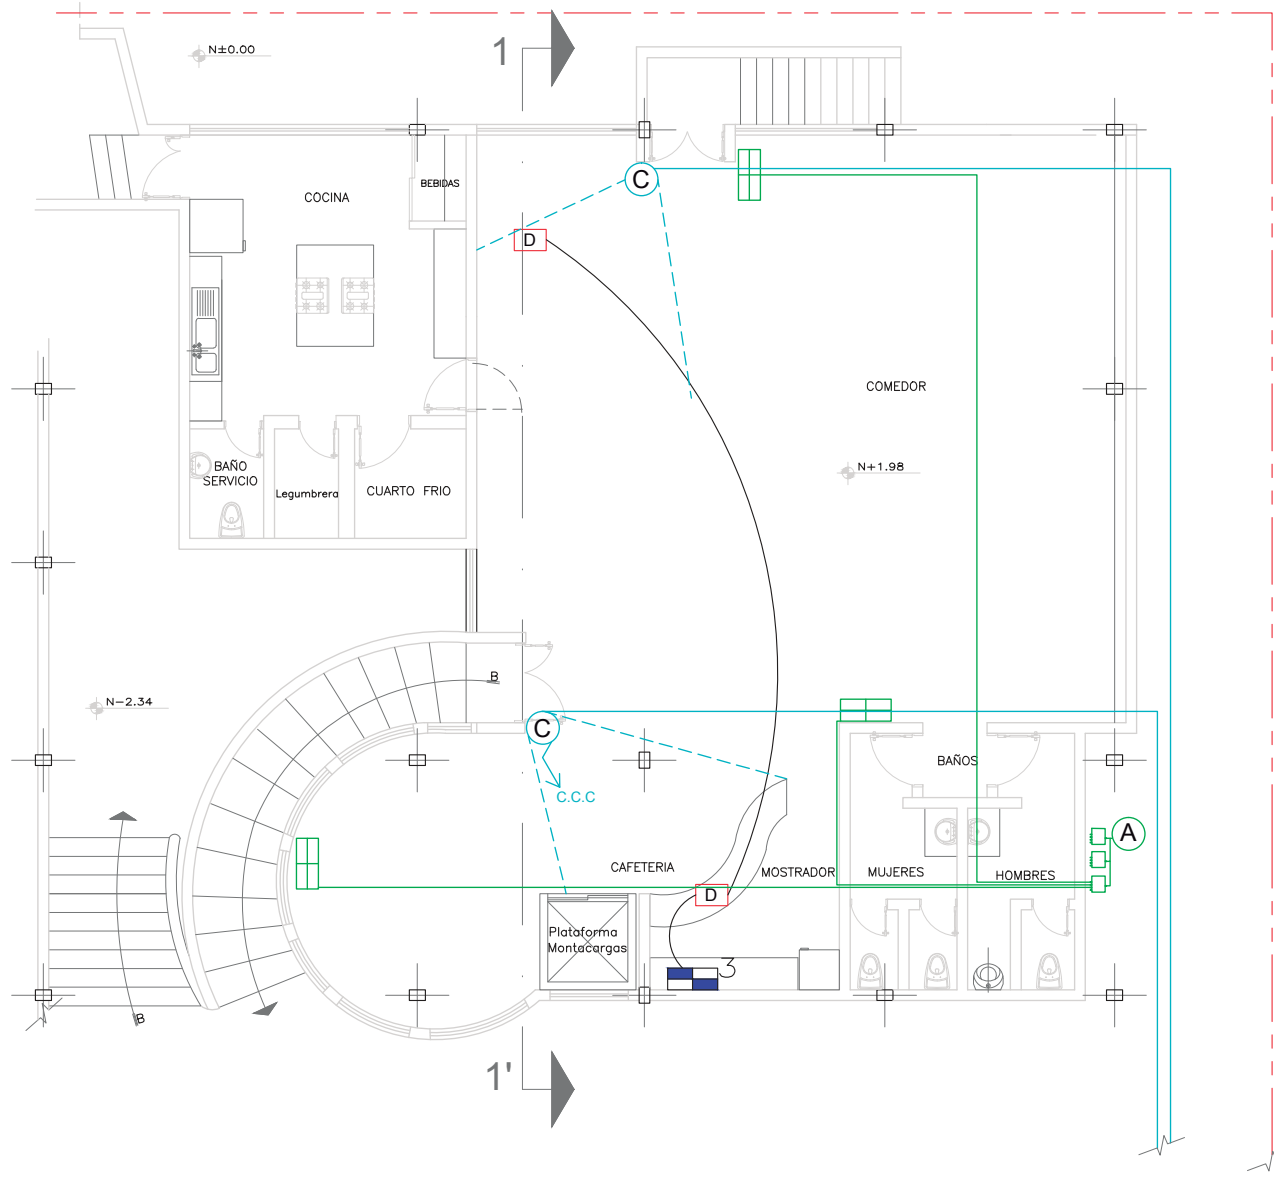 1
N±0.00
C
BEBIDAS
COCINA
D
COMEDOR
BAÑO
SERVICIO
Legumbrera
CUARTO FRIO
N+1.98
B
N-2.34
C
BAÑOS
C.C.C
A
CAFETERIA
MOSTRADOR
MUJERES
HOMBRES
D
Plataforma
Montacargas
3
B
1'